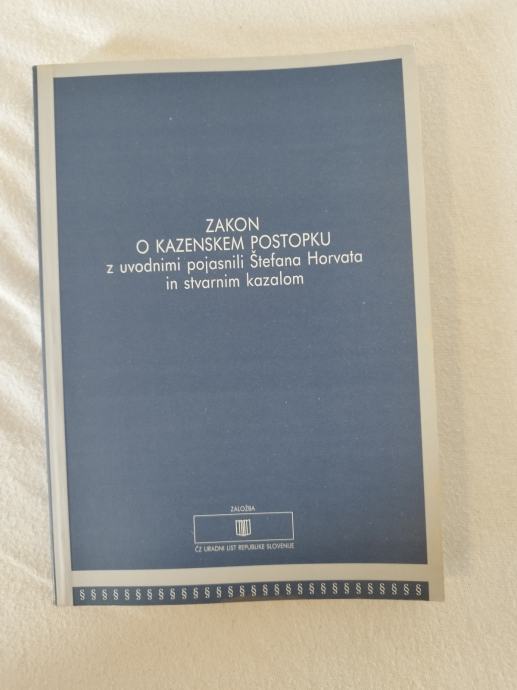 ZAKON
O KAZENSKEM POSTOPKU
z uvodnimi pojasnili Štefana Horvata
in stvarnim kazalom
ZALOŽBA
ČZ URADNI LIST REPUBLIKE SLOVENIJE
§ § § § § § § § § § § § § § § § § § § § § § § § § § § § § §